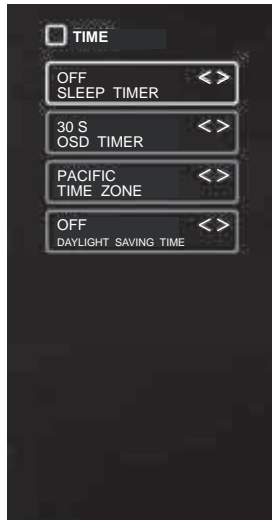 TIME
OFF < >
SLEEP TIMER
30 S < >
OSD TIMER
PACIFIC < >
TIME ZONE
OFF < >
DAYLIGHT SAVING TIME